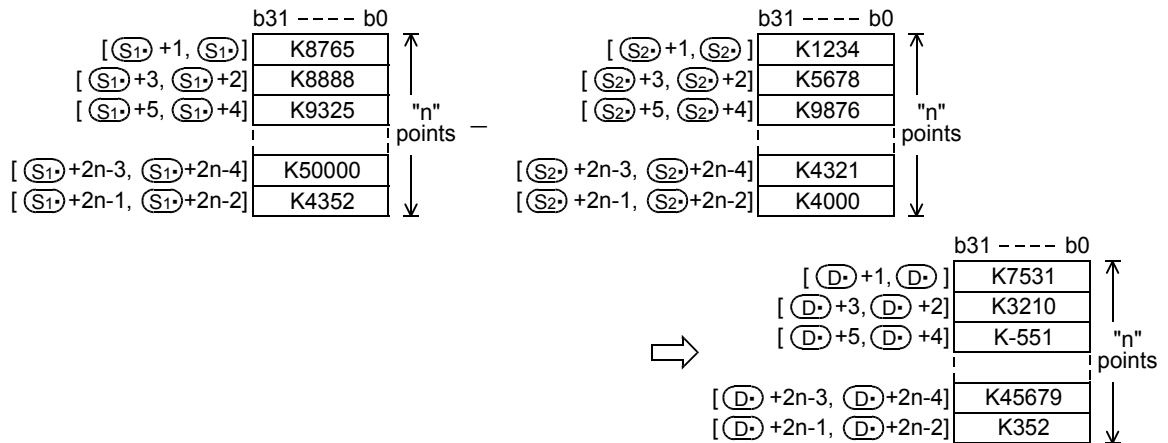 b31 ---- b0
[ S1· +1, S1· ] K8765
[ S1· +3, S1· +2] K8888
[ S1· +5, S1· +4] K9325
"n"
points
[ S1· +2n-3, S1· +2n-4] K50000
[ S1· +2n-1, S1· +2n-2] K4352
−
b31 ---- b0
[ S2· +1, S2· ] K1234
[ S2· +3, S2· +2] K5678
[ S2· +5, S2· +4] K9876
"n"
points
[ S2· +2n-3, S2· +2n-4] K4321
[ S2· +2n-1, S2· +2n-2] K4000
b31 ---- b0
[ D· +1, D· ] K7531
[ D· +3, D· +2] K3210
[ D· +5, D· +4] K-551
"n"
points
[ D· +2n-3, D· +2n-4] K45679
[ D· +2n-1, D· +2n-2] K352